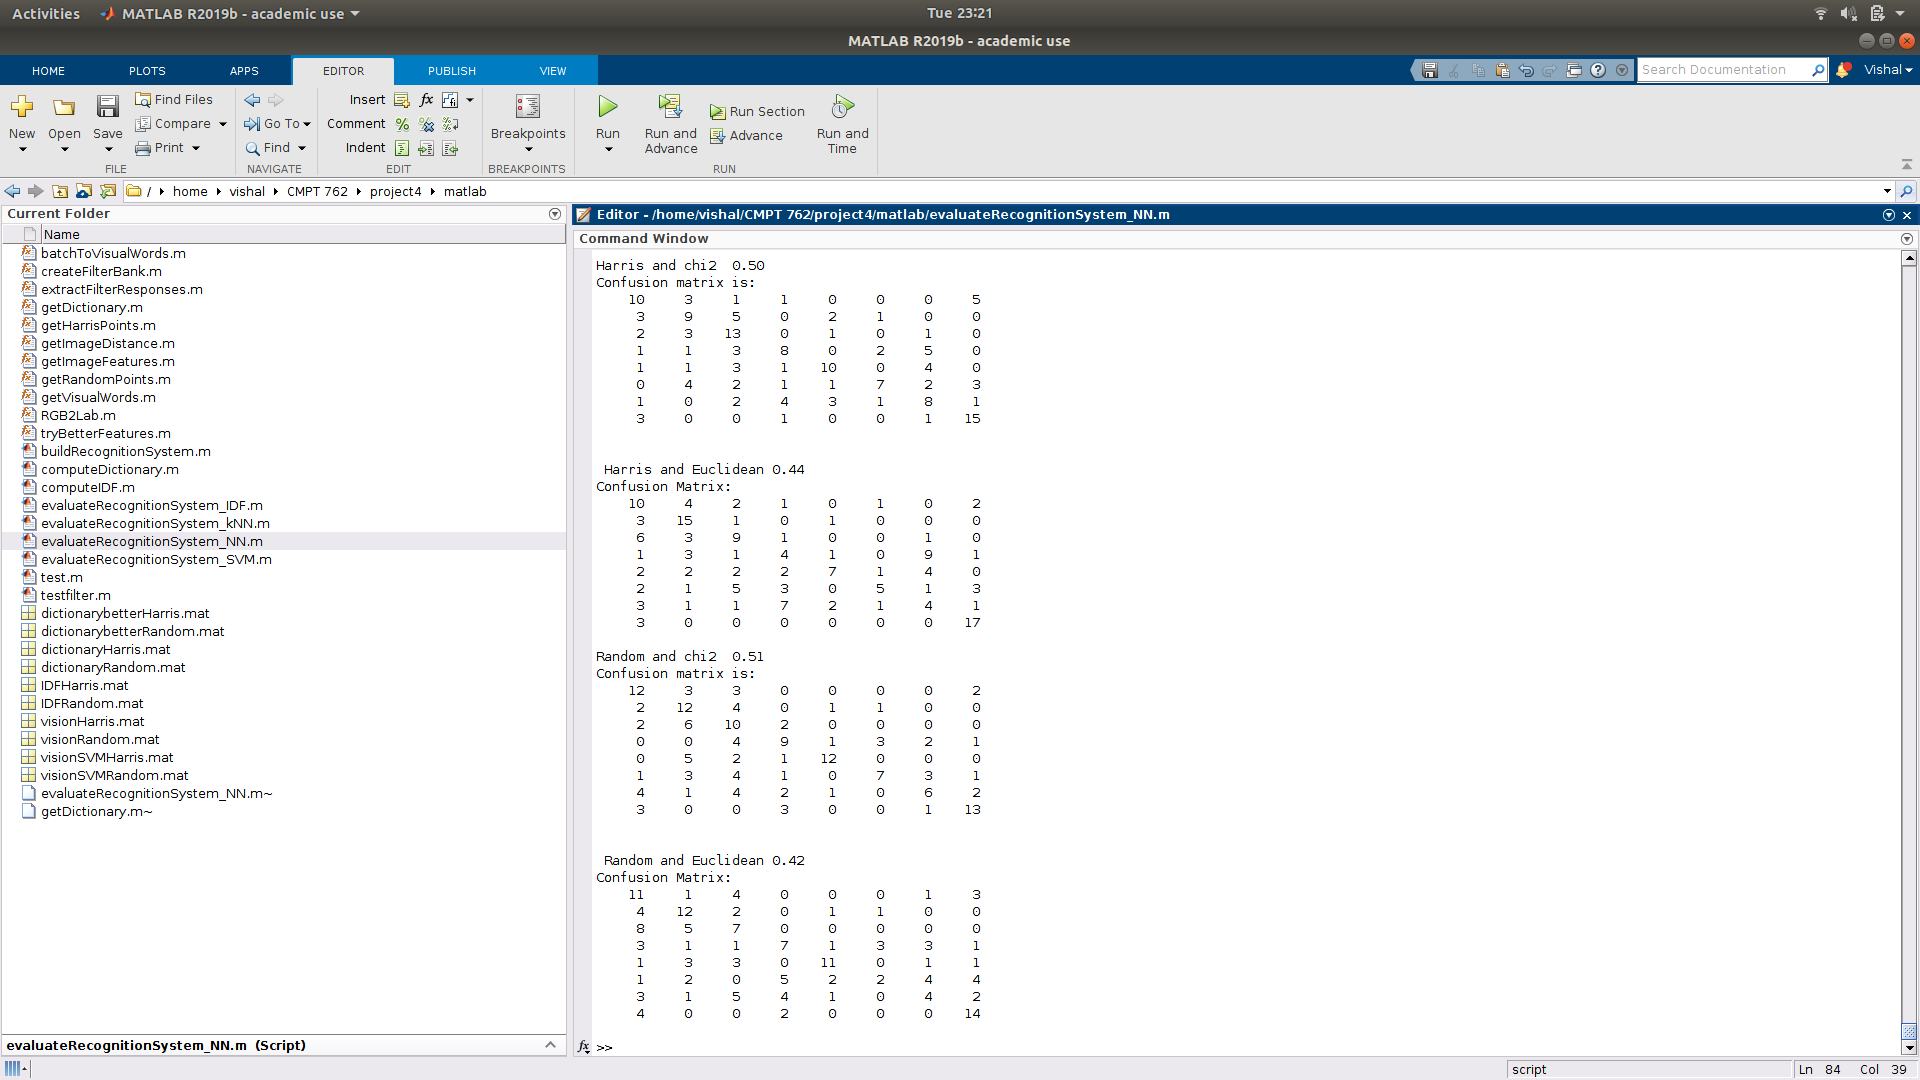 Activities MATLAB R2019b - academic use Tue 23:21
MATLAB R2019b - academic use
HOME PLOTS APPS EDITOR PUBLISH VIEW Search Documentation Vishal
New Open Save Find Files Compare Print
Go To Find
Insert Comment Indent
Breakpoints
Run Run and Advance Run Section Advance Run and Time
FILE NAVIGATE EDIT BREAKPOINTS RUN
/ home vishal CMPT 762 project4 matlab
Current Folder
Name
batchToVisualWords.m
createFilterBank.m
extractFilterResponses.m
getDictionary.m
getHarrisPoints.m
getImageDistance.m
getImageFeatures.m
getRandomPoints.m
getVisualWords.m
RGB2Lab.m
tryBetterFeatures.m
buildRecognitionSystem.m
computeDictionary.m
computeIDF.m
evaluateRecognitionSystem_IDF.m
evaluateRecognitionSystem_kNN.m
evaluateRecognitionSystem_NN.m
evaluateRecognitionSystem_SVM.m
test.m
testfilter.m
dictionarybetterHarris.mat
dictionarybetterRandom.mat
dictionaryHarris.mat
dictionaryRandom.mat
IDFHarris.mat
IDFRandom.mat
visionHarris.mat
visionRandom.mat
visionSVMHarris.mat
visionSVMRandom.mat
evaluateRecognitionSystem_NN.m~
getDictionary.m~
evaluateRecognitionSystem_NN.m (Script)
Editor - /home/vishal/CMPT 762/project4/matlab/evaluateRecognitionSystem_NN.m
Command Window
Harris and chi2 0.50
Confusion matrix is:
10 3 1 1 0 0 0 5
3 9 5 0 2 1 0 0
2 3 13 0 1 0 1 0
1 1 3 8 0 2 5 0
1 1 3 1 10 0 4 0
0 4 2 1 1 7 2 3
1 0 2 4 3 1 8 1
3 0 0 1 0 0 1 15
Harris and Euclidean 0.44
Confusion Matrix:
10 4 2 1 0 1 0 2
3 15 1 0 1 0 0 0
6 3 9 1 0 0 1 0
1 3 1 4 1 0 9 1
2 2 2 2 7 1 4 0
2 1 5 3 0 5 1 3
3 1 1 7 2 1 4 1
3 0 0 0 0 0 0 17
Random and chi2 0.51
Confusion matrix is:
12 3 3 0 0 0 0 2
2 12 4 0 1 1 0 0
2 6 10 2 0 0 0 0
0 0 4 9 1 3 2 1
0 5 2 1 12 0 0 0
1 3 4 1 0 7 3 1
4 1 4 2 1 0 6 2
3 0 0 3 0 0 1 13
Random and Euclidean 0.42
Confusion Matrix:
11 1 4 0 0 0 1 3
4 12 2 0 1 1 0 0
8 5 7 0 0 0 0 0
3 1 1 7 1 3 3 1
1 3 3 0 11 0 1 1
1 2 0 5 2 2 4 4
3 1 5 4 1 0 4 2
4 0 0 2 0 0 0 14
fx >>
script Ln 84 Col 39